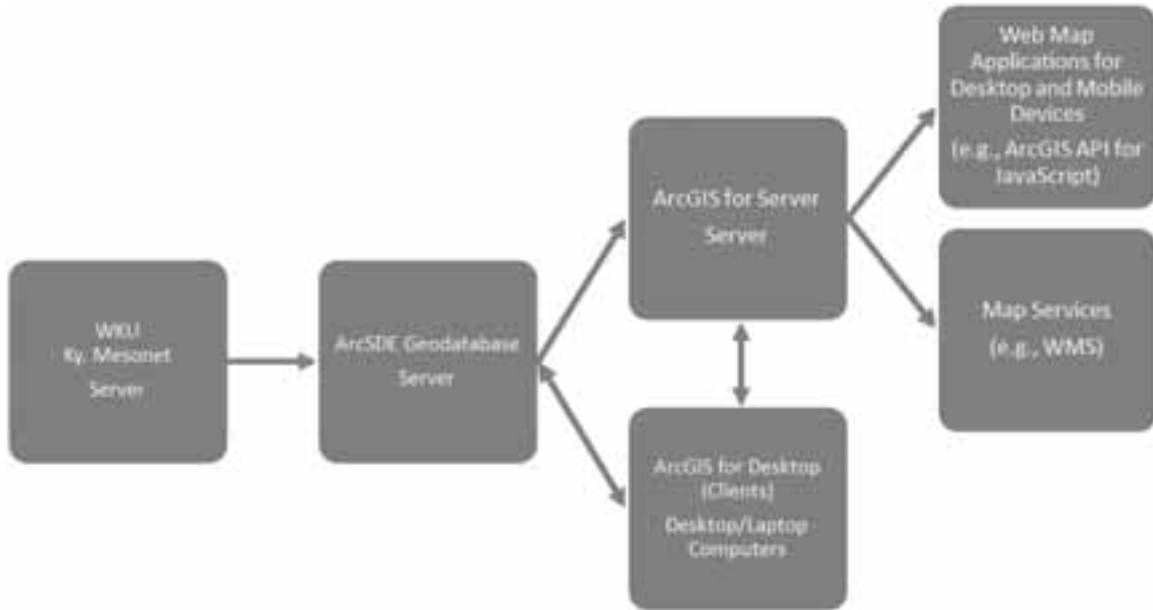 WKU
Ky. Mesonet
Server
ArcSDE Geodatabase
Server
ArcGIS for Server
Server
ArcGIS for Desktop
(Clients)
Desktop/Laptop
Computers
Web Map
Applications for
Desktop and Mobile
Devices
(e.g., ArcGIS API for
JavaScript)
Map Services
(e.g., WMS)